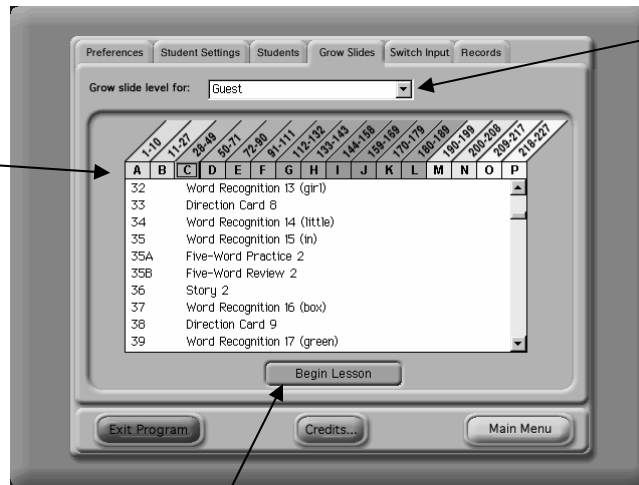 Preferences Student Settings Students Grow Slides Switch Input Records
Grow slide level for: Guest
1-10 11-27 28-49 50-71 72-90 91-111 112-132 133-143 144-158 159-169 170-179 180-189 190-199 200-208 209-217 218-227
A B C D E F G H I J K L M N O P
32 Word Recognition 13 (girl)
33 Direction Card 8
34 Word Recognition 14 (little)
35 Word Recognition 15 (in)
35A Five-Word Practice 2
35B Five-Word Review 2
36 Story 2
37 Word Recognition 16 (box)
38 Direction Card 9
39 Word Recognition 17 (green)
Begin Lesson
Exit Program Credits... Main Menu